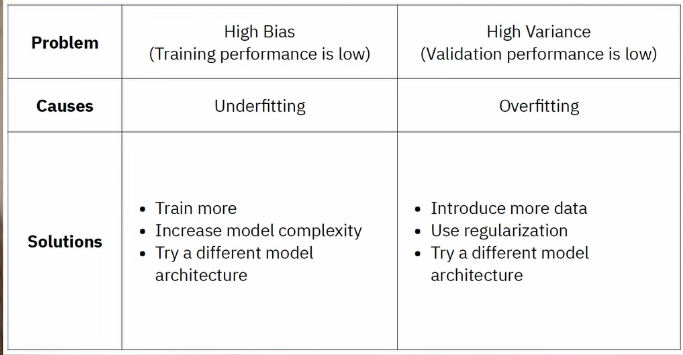 Problem
High Bias
(Training performance is low)
High Variance
(Validation performance is low)
Causes
Underfitting
Overfitting
Solutions
• Train more
• Increase model complexity
• Try a different model
architecture
• Introduce more data
• Use regularization
• Try a different model
architecture